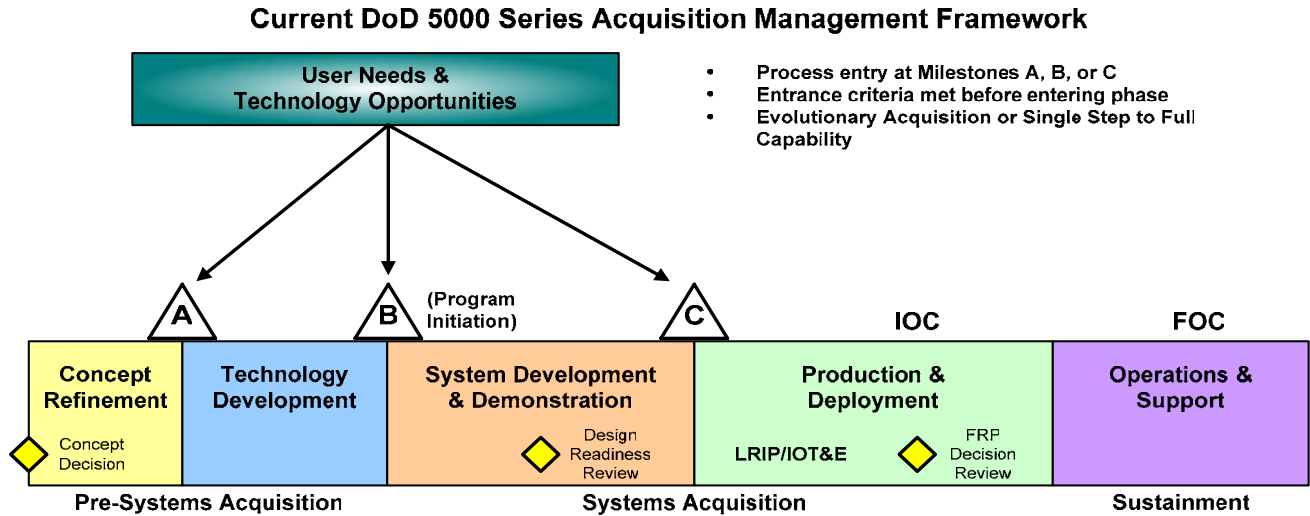 Current DoD 5000 Series Acquisition Management Framework
User Needs &
Technology Opportunities
• Process entry at Milestones A, B, or C
• Entrance criteria met before entering phase
• Evolutionary Acquisition or Single Step to Full
Capability
A
B
(Program
Initiation)
C
IOC
FOC
Concept
Refinement
Technology
Development
System Development
& Demonstration
Production &
Deployment
Operations &
Support
Concept
Decision
Design
Readiness
Review
LRIP/IOT&E
FRP
Decision
Review
Pre-Systems Acquisition
Systems Acquisition
Sustainment